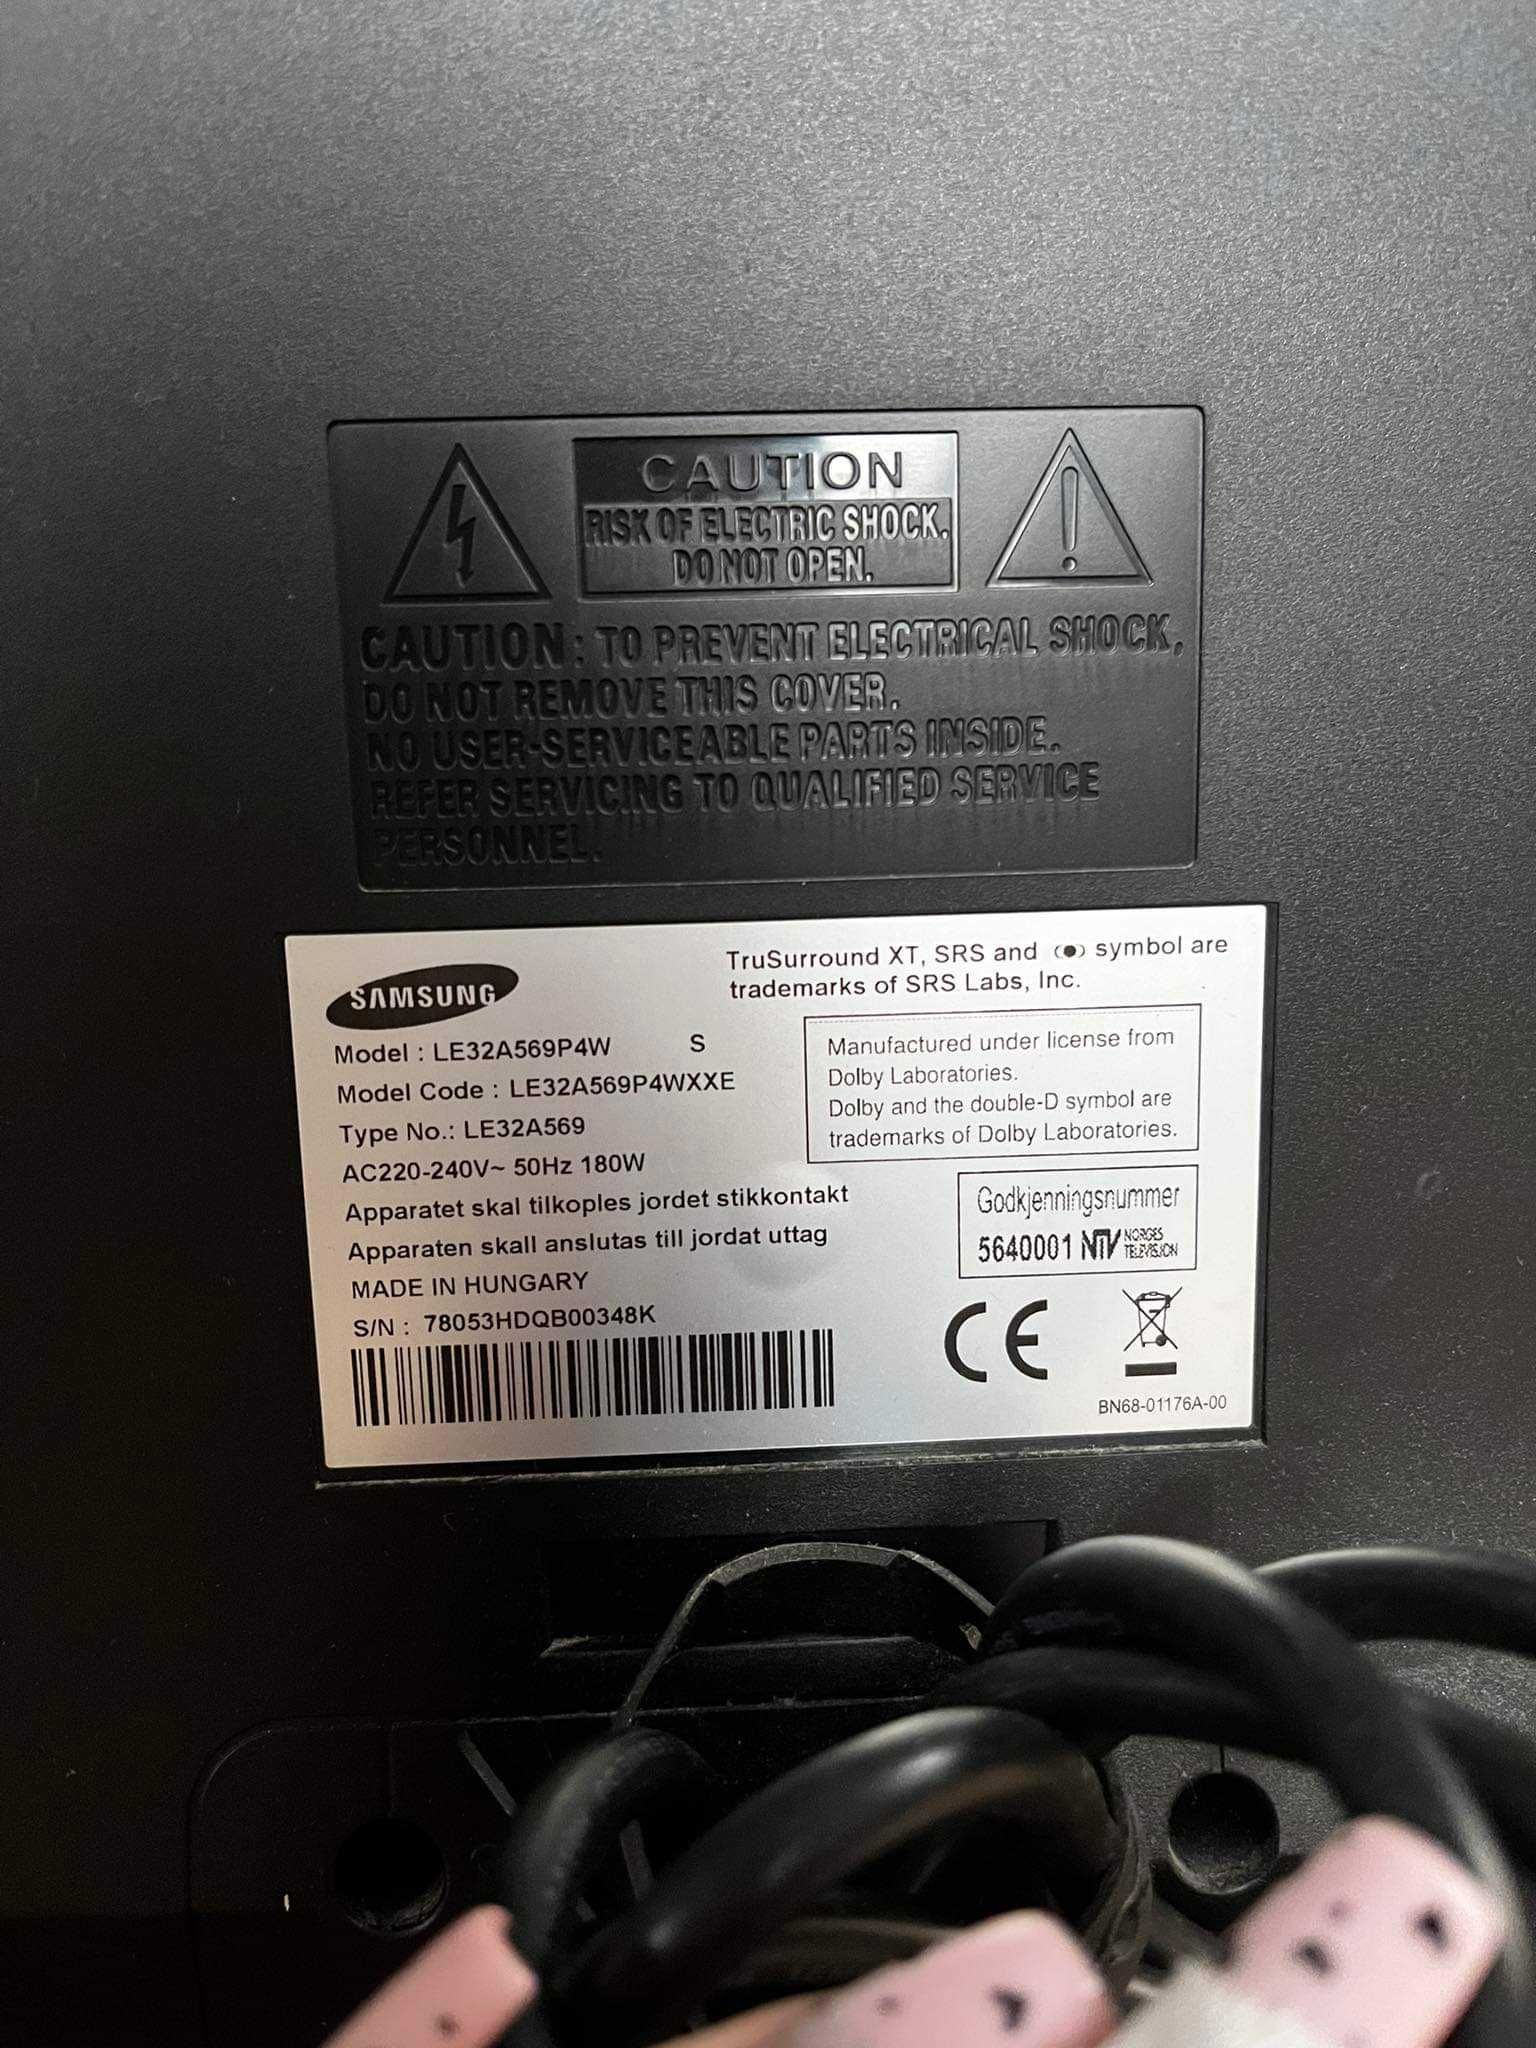 CAUTION
RISK OF ELECTRIC SHOCK.
DO NOT OPEN.
CAUTION: TO PREVENT ELECTRICAL SHOCK,
DO NOT REMOVE THIS COVER.
NO USER-SERVICEABLE PARTS INSIDE.
REFER SERVICING TO QUALIFIED SERVICE
PERSONNEL.
SAMSUNG
Model : LE32A569P4W S
Model Code : LE32A569P4WXXE
Type No.: LE32A569
AC220-240V~ 50Hz 180W
Apparatet skal tilkoples jordet stikkontakt
Apparaten skall anslutas till jordat uttag
MADE IN HUNGARY
S/N : 78053HDQB00348K
TruSurround XT, SRS and (●) symbol are
trademarks of SRS Labs, Inc.
Manufactured under license from
Dolby Laboratories.
Dolby and the double-D symbol are
trademarks of Dolby Laboratories.
Godkjenningsnummer
5640001 NTV NORGES
TELEVISJON
CE
BN68-01176A-00